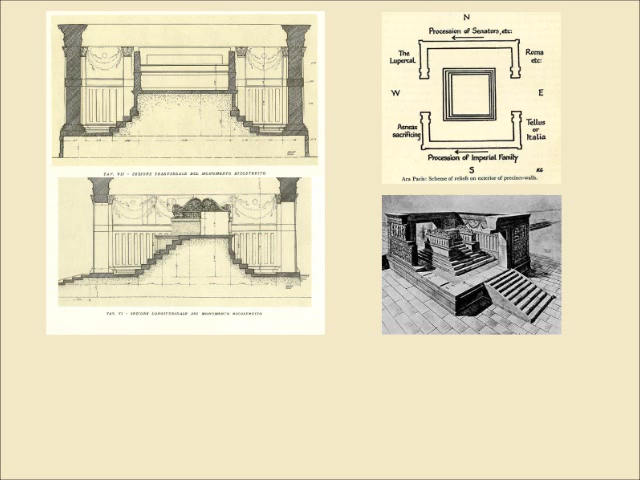 TAV. VII - SEZIONE TRASVERSALE DEL MONUMENTO RICOSTRUITO
TAV. VI - SEZIONE LONGITUDINALE DEL MONUMENTO RICOSTRUITO
N
Procession of Senators, etc:
The
Lupercal.
Roma
etc:
W
E
Aeneas
sacrificing
Tellus
or
Italia
Procession of Imperial Family
S
Ara Pacis: Scheme of reliefs on exterior of precinct-walls.